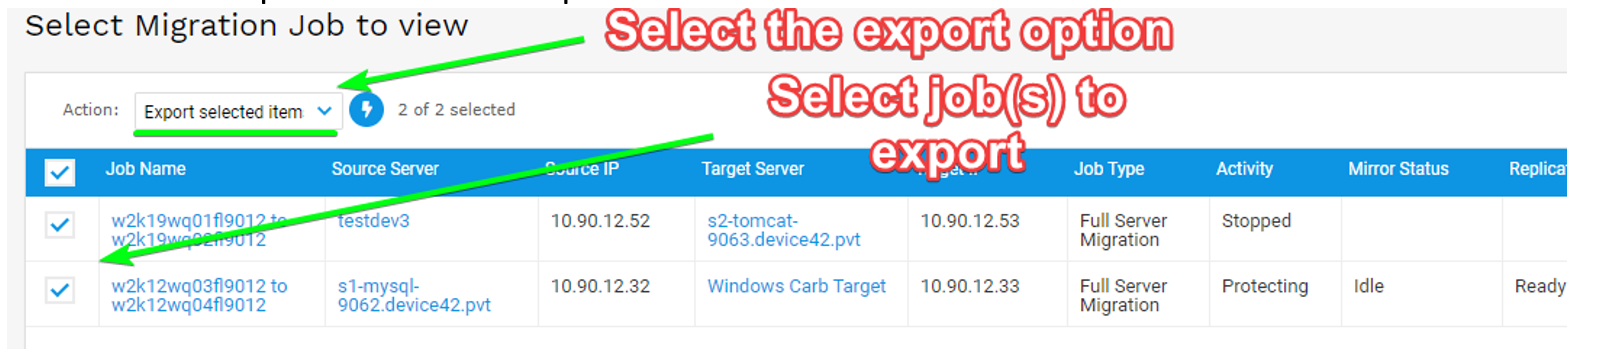 Select Migration Job to view
Select the export option
Select job(s) to
export
Action: Export selected item 2 of 2 selected
Job Name Source Server Source IP Target Server Target IP Job Type Activity Mirror Status Replica
w2k19wq01fl9012 to testdev3 10.90.12.52 s2-tomcat- 10.90.12.53 Full Server Stopped
w2k19wq02fl9012 9063.device42.pvt Migration
w2k12wq03fl9012 to s1-mysql- 10.90.12.32 Windows Carb Target 10.90.12.33 Full Server Protecting Idle Ready
w2k12wq04fl9012 9062.device42.pvt Migration